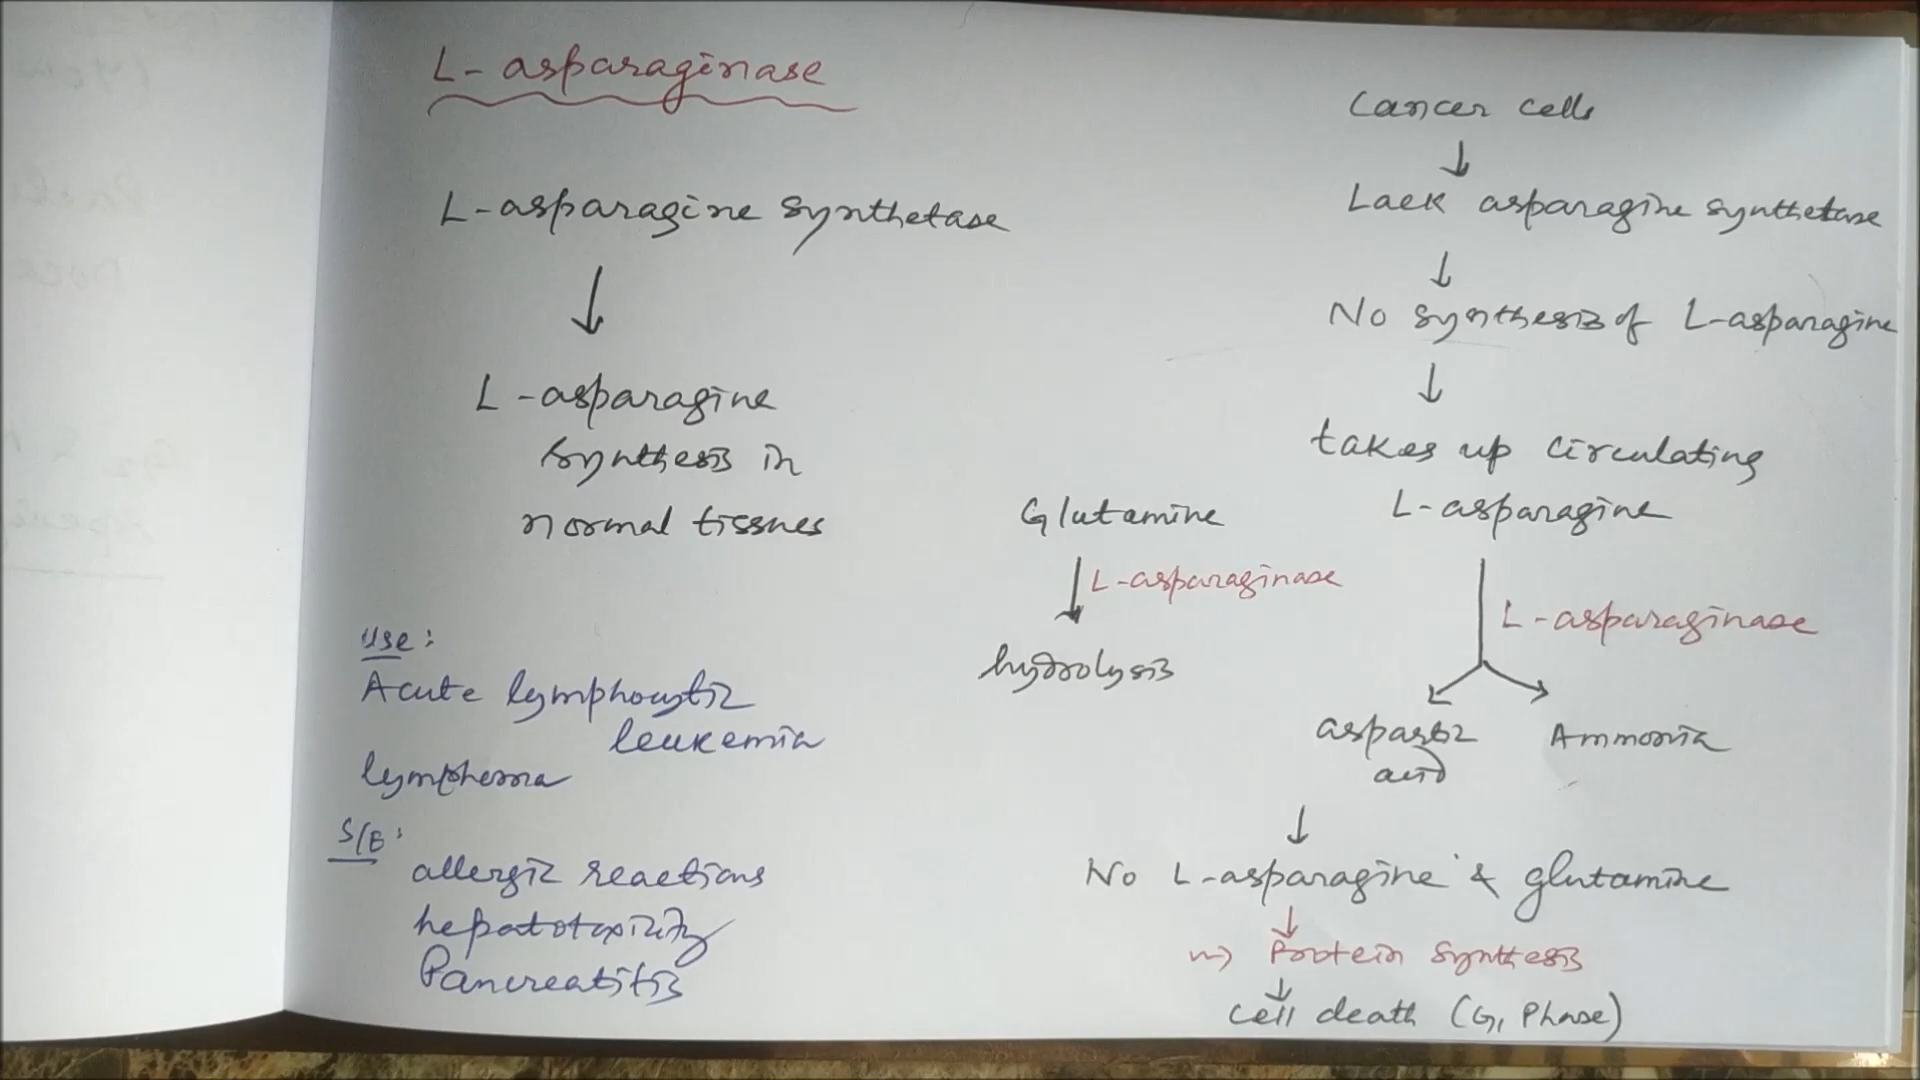 L-asparaginase
L-asparagine synthetase
↓
L-asparagine
synthesis in
normal tissues
Use:
Acute lymphocytic
leukemia
lymphoma
S/E:
allergic reactions
hepatotoxicity
Pancreatitis
Cancer cells
↓
Lack asparagine synthetase
↓
No synthesis of L-asparagine
↓
takes up circulating
L-asparagine
L-asparaginase
aspartic
acid
Ammonia
Glutamine
↓ L-asparaginase
hydrolysis
↓
No L-asparagine & glutamine
↓
Protein synthesis
↓
Cell death (G1 Phase)